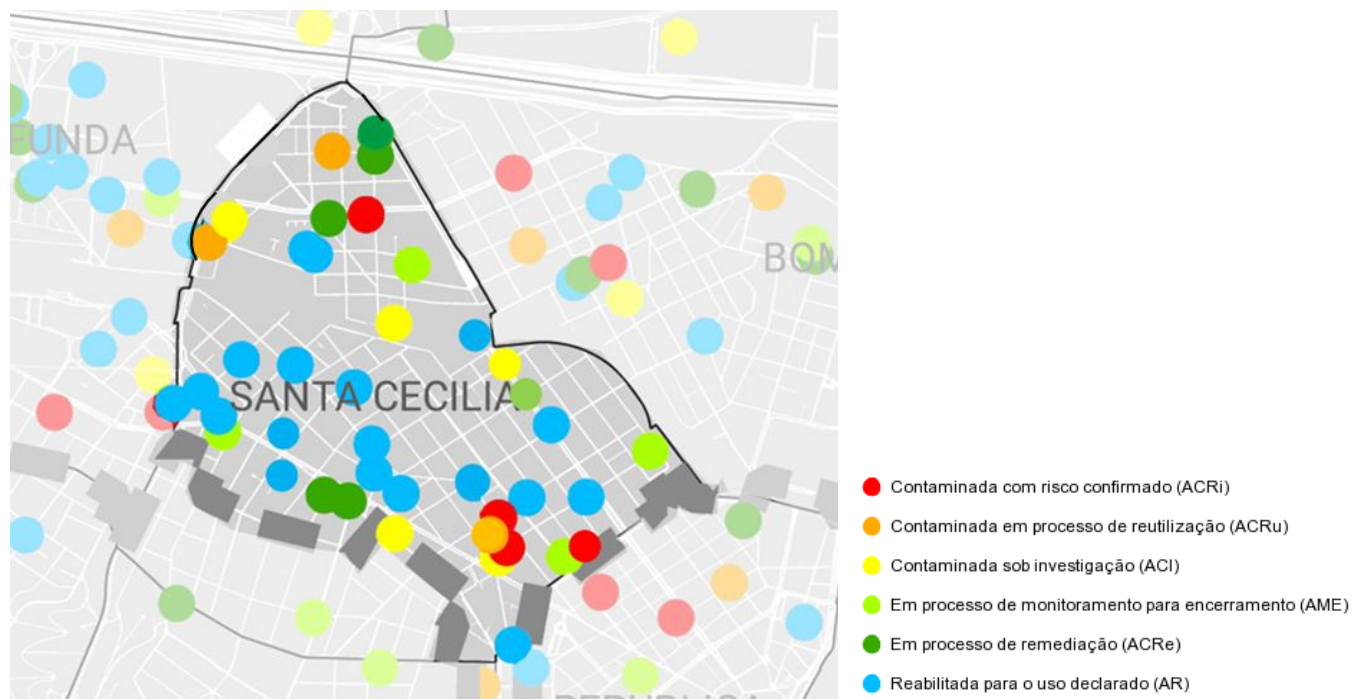 FUNDA
BOM
SANTA CECILIA
REPUBLICA
Contaminada com risco confirmado (ACRi)
Contaminada em processo de reutilização (ACRu)
Contaminada sob investigação (ACI)
Em processo de monitoramento para encerramento (AME)
Em processo de remediação (ACRe)
Reabilitada para o uso declarado (AR)